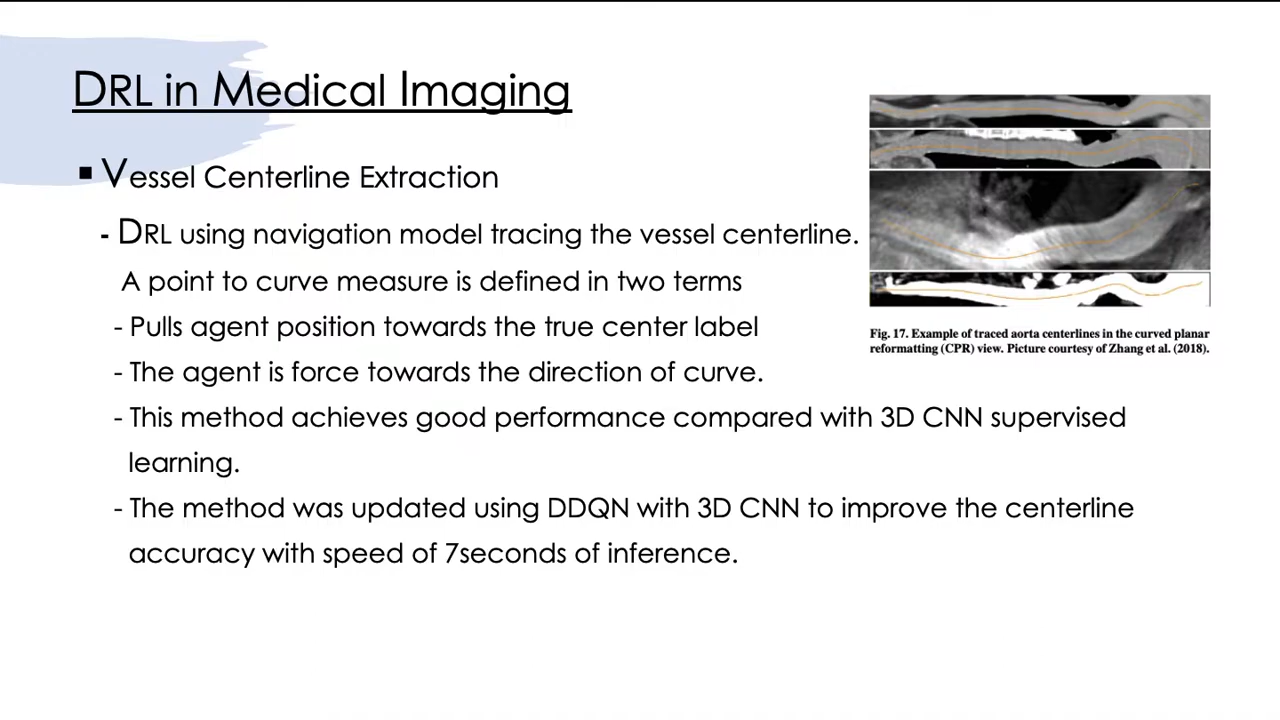 DRL in Medical Imaging
▪ Vessel Centerline Extraction
- DRL using navigation model tracing the vessel centerline.
A point to curve measure is defined in two terms
- Pulls agent position towards the true center label
- The agent is force towards the direction of curve.
- This method achieves good performance compared with 3D CNN supervised
learning.
- The method was updated using DDQN with 3D CNN to improve the centerline
accuracy with speed of 7seconds of inference.
Fig. 17. Example of traced aorta centerlines in the curved planar
reformatting (CPR) view. Picture courtesy of Zhang et al. (2018).